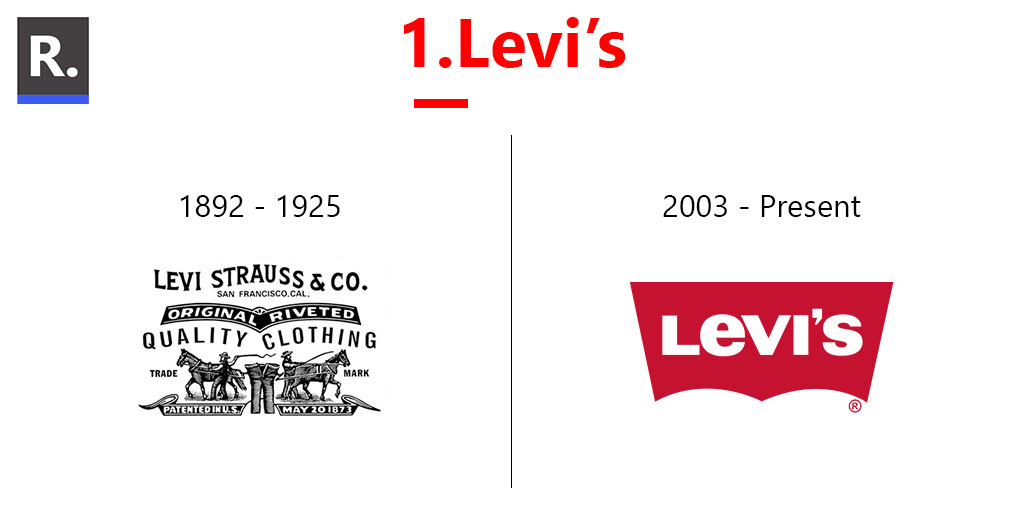 R.
1.Levi’s
1892 - 1925
LEVI STRAUSS & CO.
SAN FRANCISCO.CAL.
ORIGINAL RIVETED
QUALITY CLOTHING
TRADE MARK
PATENTED IN U.S. MAY 20 1873
2003 - Present
LeVI’S
®